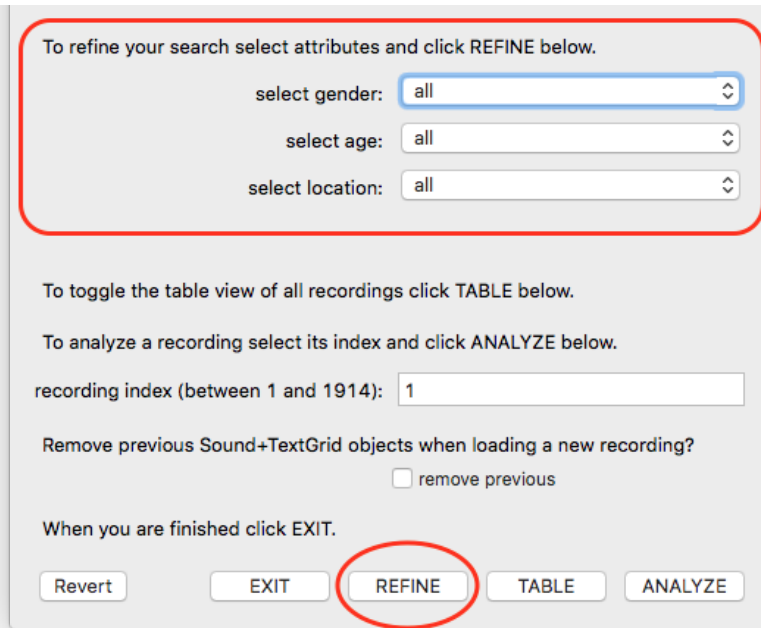 To refine your search select attributes and click REFINE below.
select gender: all
select age: all
select location: all
To toggle the table view of all recordings click TABLE below.
To analyze a recording select its index and click ANALYZE below.
recording index (between 1 and 1914): 1
Remove previous Sound+TextGrid objects when loading a new recording?
remove previous
When you are finished click EXIT.
Revert EXIT REFINE TABLE ANALYZE